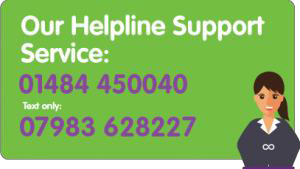 Our Helpline Support
Service:
01484 450040
Text only:
07983 628227